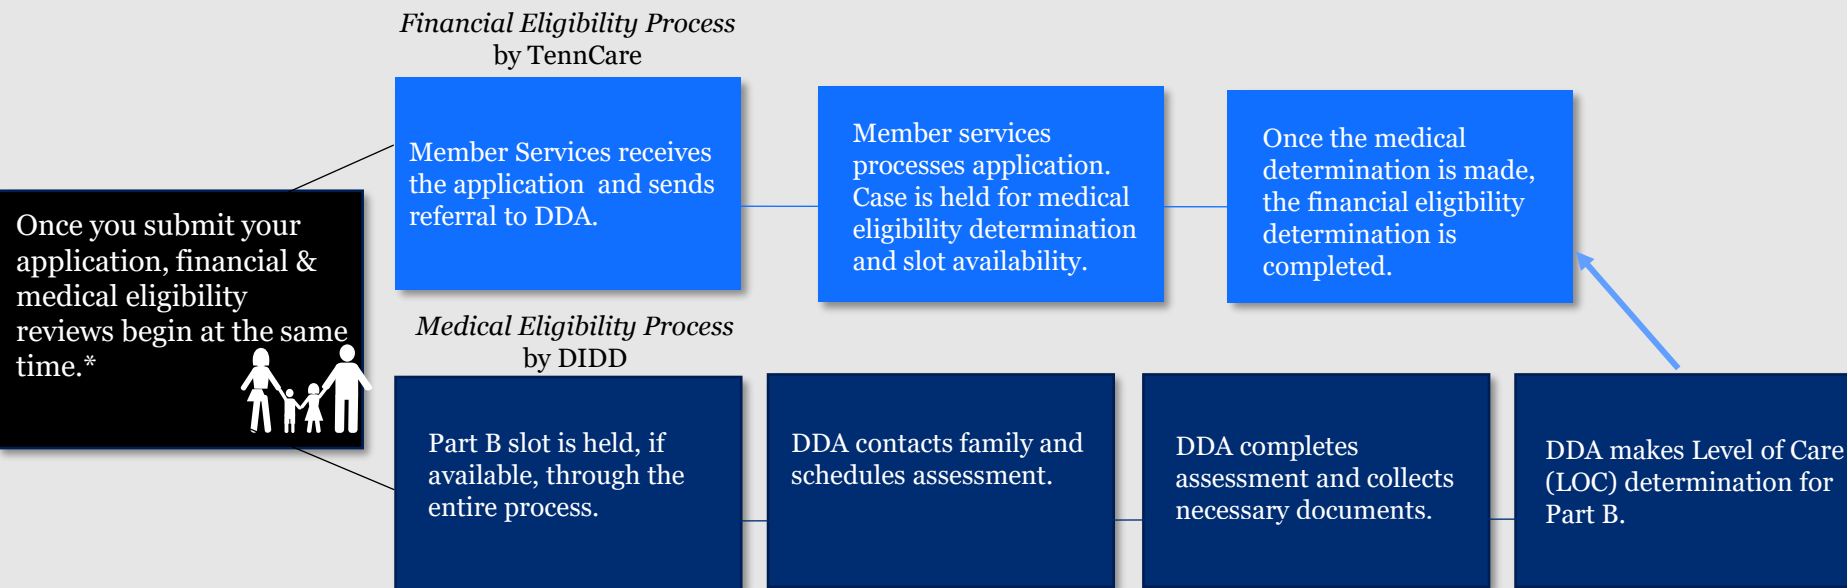 Financial Eligibility Process
by TennCare
Once you submit your
application, financial &
medical eligibility
reviews begin at the same
time.*
Member Services receives
the application and sends
referral to DDA.
Member services
processes application.
Case is held for medical
eligibility determination
and slot availability.
Once the medical
determination is made,
the financial eligibility
determination is
completed.
Medical Eligibility Process
by DIDD
Part B slot is held, if
available, through the
entire process.
DDA contacts family and
schedules assessment.
DDA completes
assessment and collects
necessary documents.
DDA makes Level of Care
(LOC) determination for
Part B.